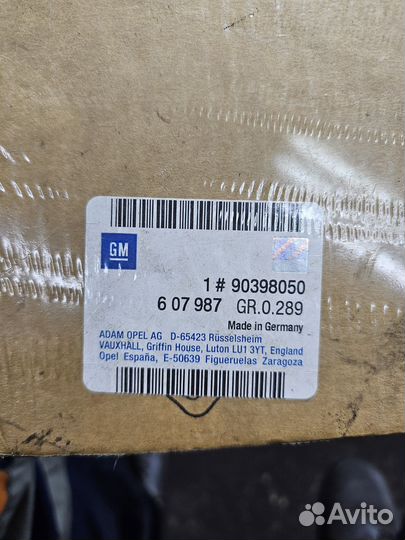 GM
1 # 90398050
6 07 987 GR.0.289
Made in Germany
ADAM OPEL AG D-65423 Rüsselsheim
VAUXHALL, Griffin House, Luton LU1 3YT, England
Opel España, E-50639 Figueruelas Zaragoza
Avito